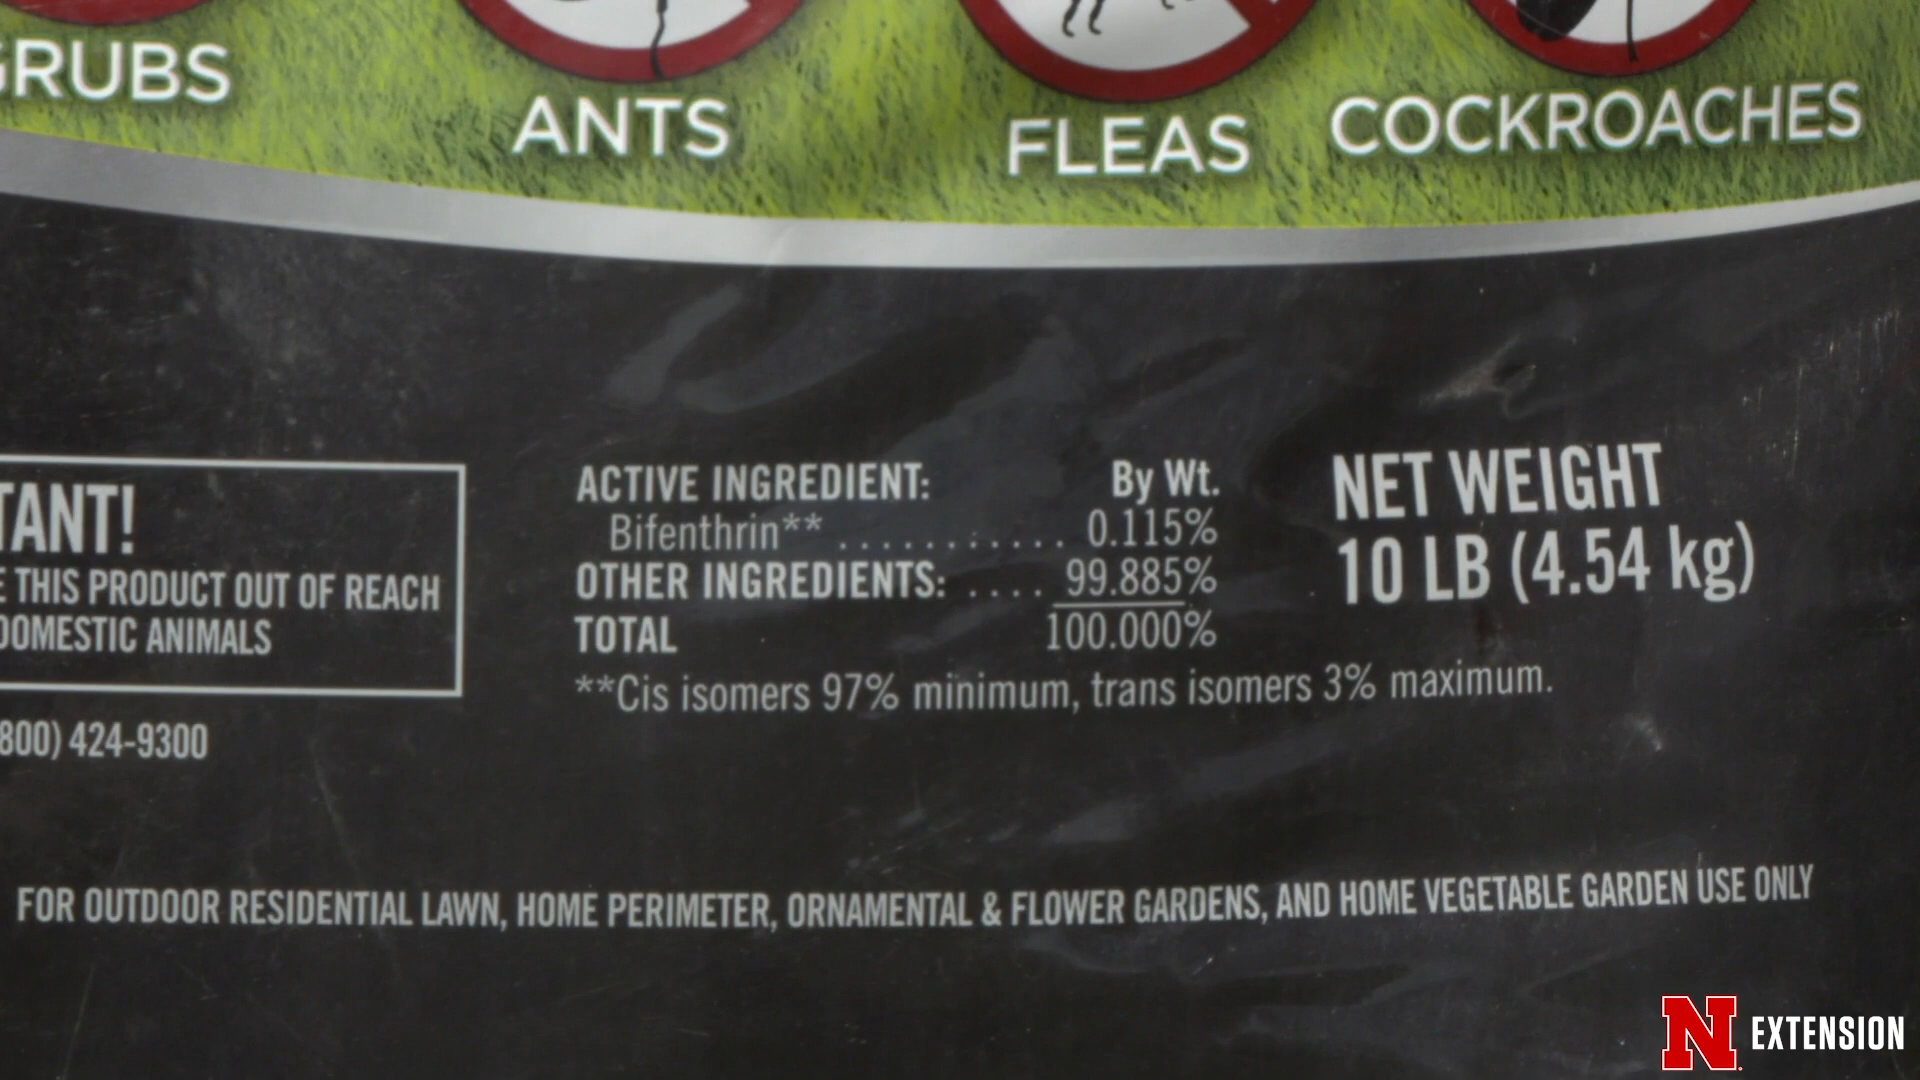 GRUBS
ANTS
FLEAS
COCKROACHES
TANT!
E THIS PRODUCT OUT OF REACH
DOMESTIC ANIMALS
800) 424-9300
ACTIVE INGREDIENT: By Wt.
Bifenthrin** ........... 0.115%
OTHER INGREDIENTS: .... 99.885%
TOTAL 100.000%
**Cis isomers 97% minimum, trans isomers 3% maximum.
NET WEIGHT
10 LB (4.54 kg)
FOR OUTDOOR RESIDENTIAL LAWN, HOME PERIMETER, ORNAMENTAL & FLOWER GARDENS, AND HOME VEGETABLE GARDEN USE ONLY
N EXTENSION